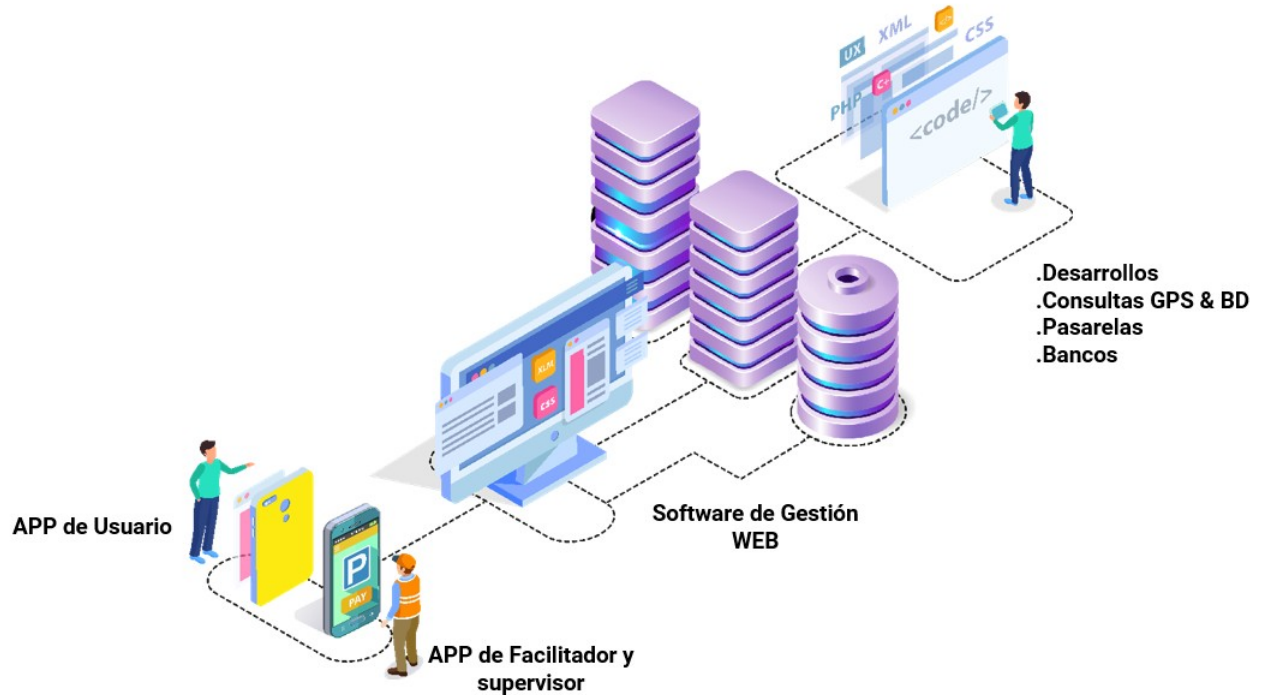 UX
XML
CSS
PHP
C+
<code/>
.Desarrollos
.Consultas GPS & BD
.Pasarelas
.Bancos
XLML
CSS
Software de Gestión
WEB
APP de Usuario
P
PAY
APP de Facilitador y
supervisor